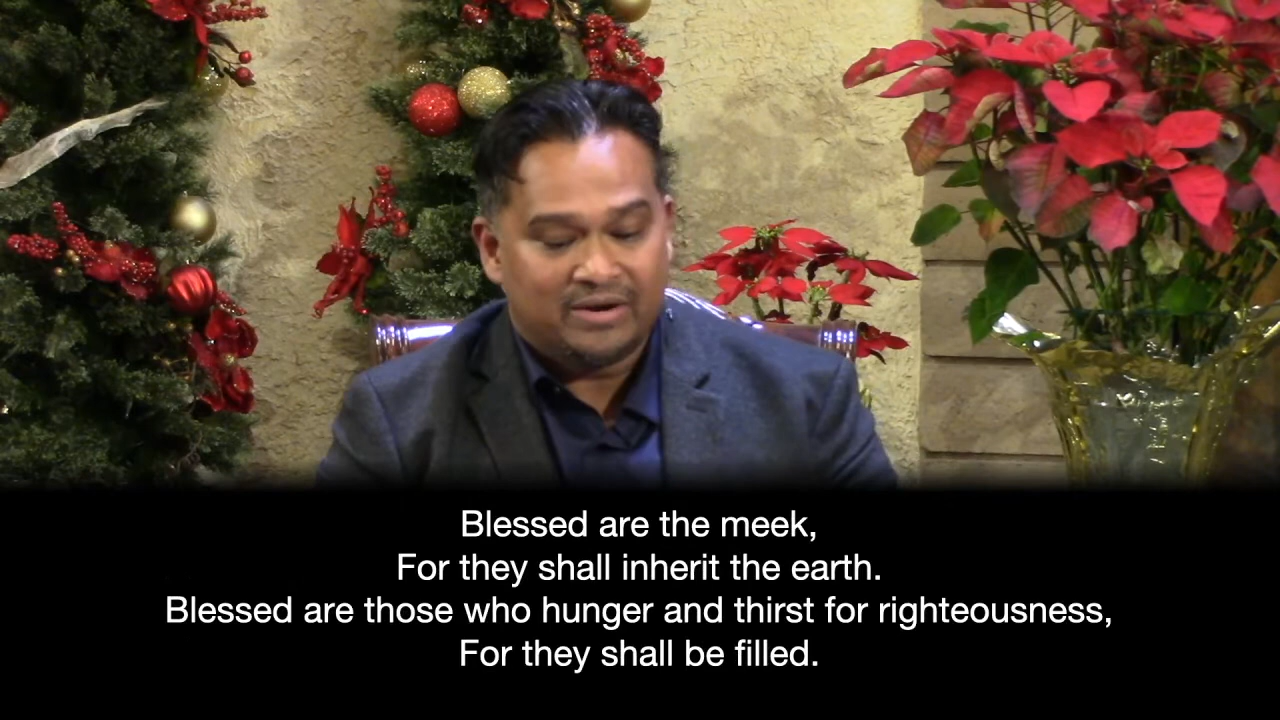 Blessed are the meek,
For they shall inherit the earth.
Blessed are those who hunger and thirst for righteousness,
For they shall be filled.